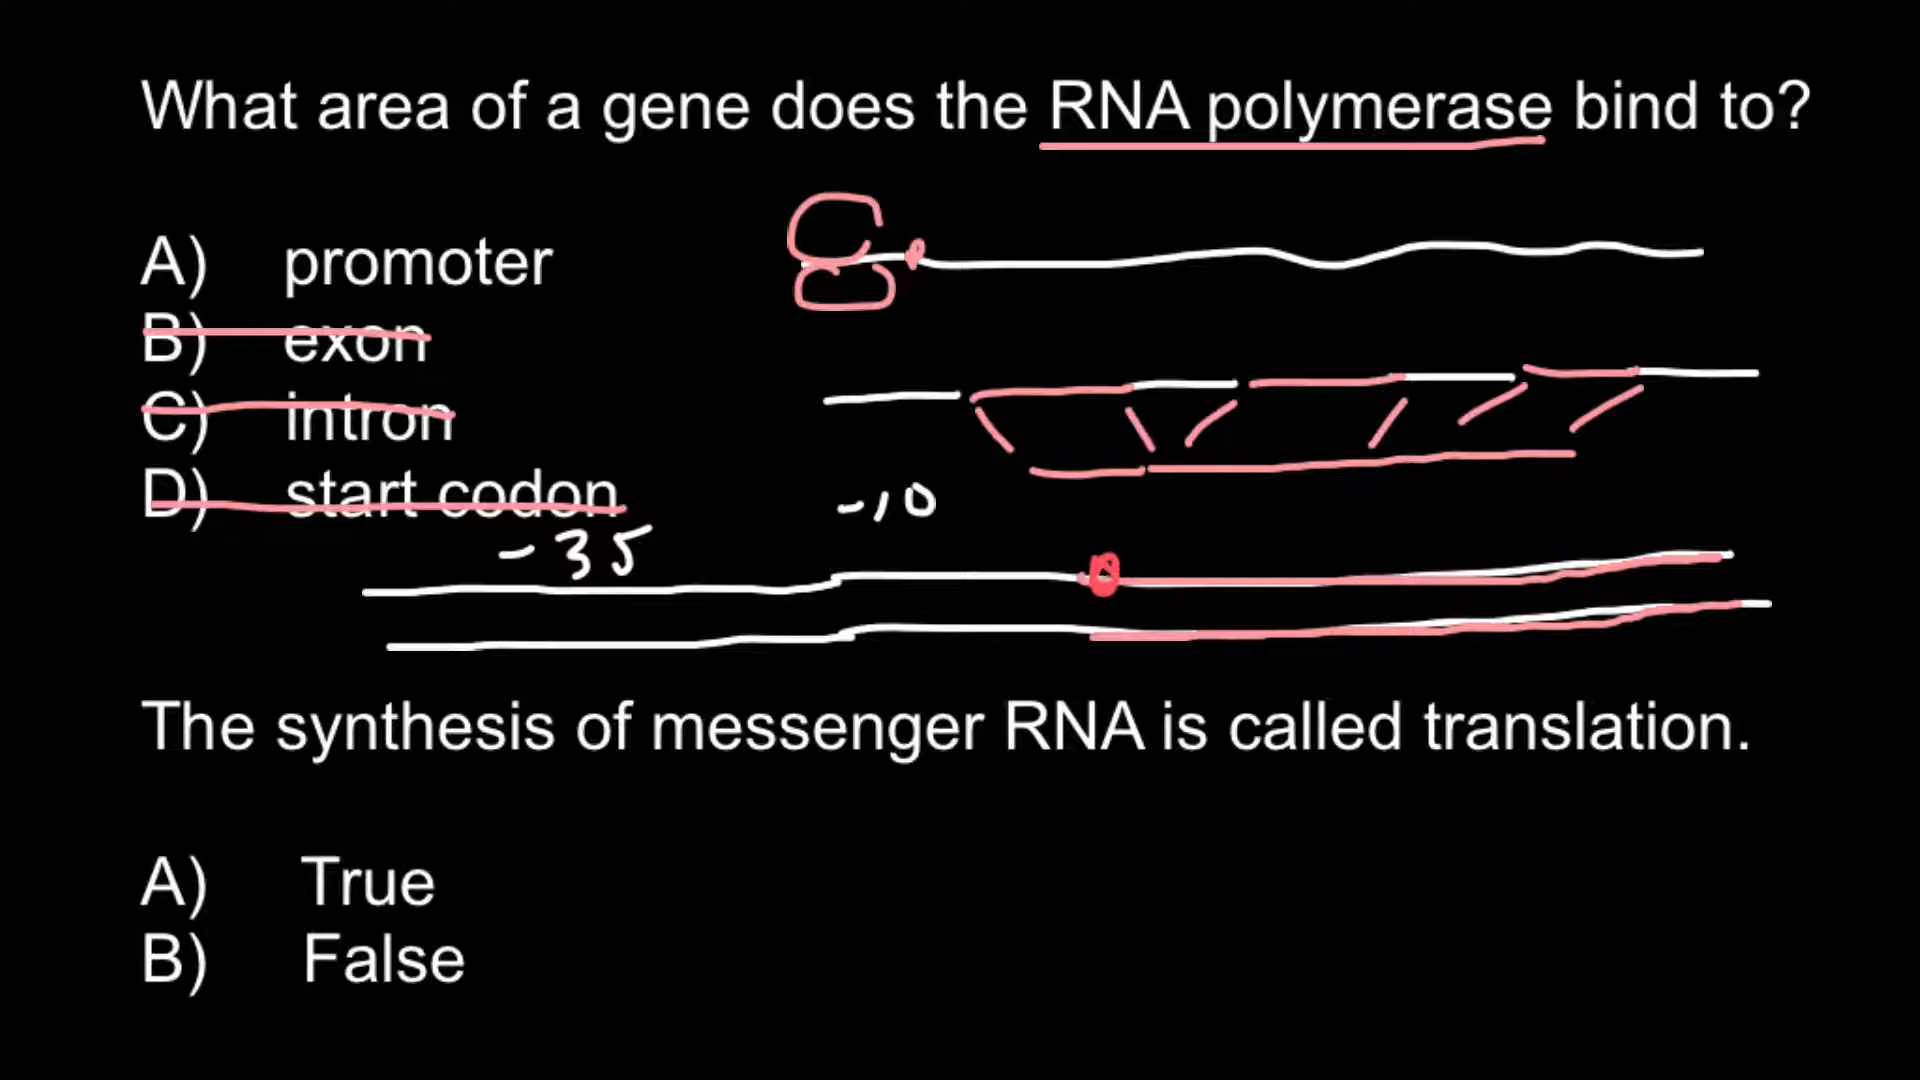 What area of a gene does the RNA polymerase bind to?
A) promoter
B) exon
C) intron
D) start codon
-10
-35
The synthesis of messenger RNA is called translation.
A) True
B) False